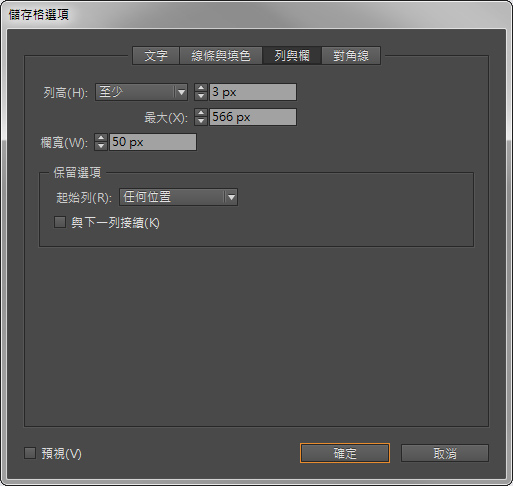 儲存格選項
文字 線條與填色 列與欄 對角線
列高(H): 至少 3 px
最大(X): 566 px
欄寬(W): 50 px
保留選項
起始列(R): 任何位置
與下一列接續(K)
預視(V) 確定 取消